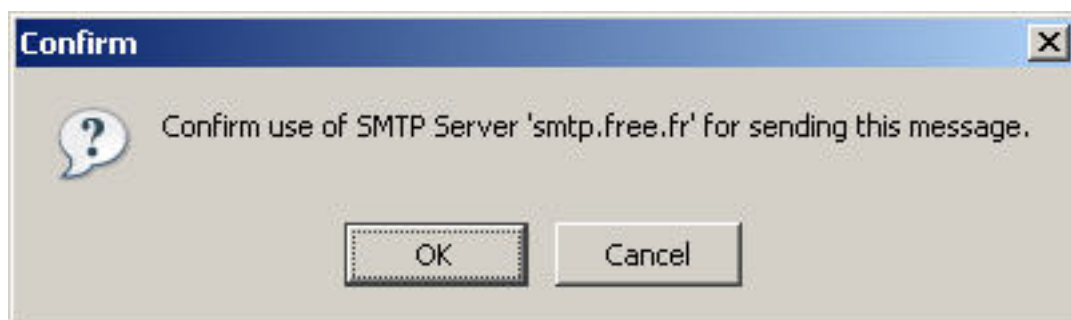 Confirm
Confirm use of SMTP Server 'smtp.free.fr' for sending this message.
OK
Cancel